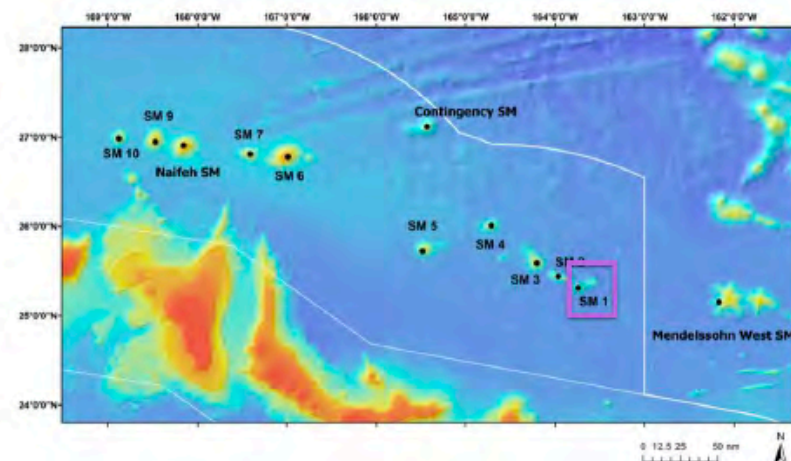 169°0'0"W 168°0'0"W 167°0'0"W 166°0'0"W 165°0'0"W 164°0'0"W 163°0'0"W 162°0'0"W
28°0'0"N
27°0'0"N
26°0'0"N
25°0'0"N
24°0'0"N
SM 9
SM 10
Naifeh SM
SM 7
SM 6
Contingency SM
SM 5
SM 4
SM 3
SM 1
Mendelssohn West SM
N
0 12.5 25 50 nm